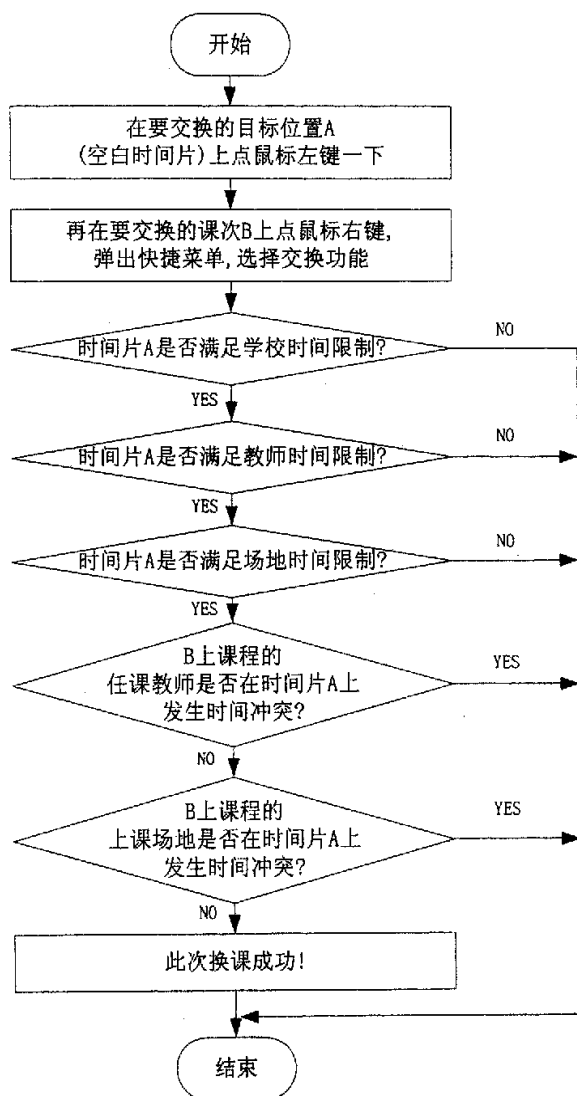 开始
在要交换的目标位置A
(空白时间片)上点鼠标左键一下
再在要交换的课次B上点鼠标右键,
弹出快捷菜单,选择交换功能
时间片A是否满足学校时间限制?
NO
YES
时间片A是否满足教师时间限制?
NO
YES
时间片A是否满足场地时间限制?
NO
YES
B上课程的
任课教师是否在时间片A上
发生时间冲突?
YES
NO
B上课程的
上课场地是否在时间片A上
发生时间冲突?
YES
NO
此次换课成功!
结束